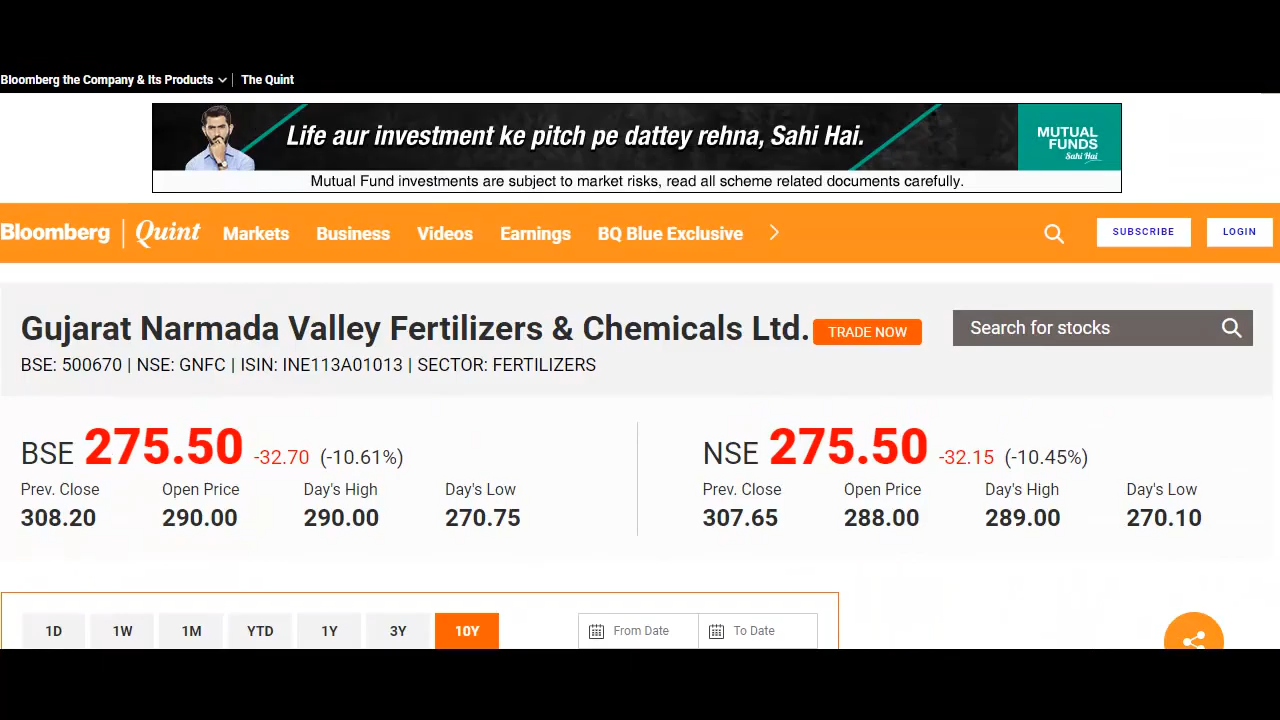 Bloomberg the Company & Its Products | The Quint
Life aur investment ke pitch pe dattey rehna, Sahi Hai.
MUTUAL
FUNDS
Sahi Hai
Mutual Fund investments are subject to market risks, read all scheme related documents carefully.
Bloomberg | Quint Markets Business Videos Earnings BQ Blue Exclusive SUBSCRIBE LOGIN
Gujarat Narmada Valley Fertilizers & Chemicals Ltd. TRADE NOW Search for stocks
BSE: 500670 | NSE: GNFC | ISIN: INE113A01013 | SECTOR: FERTILIZERS
BSE 275.50 -32.70 (-10.61%)
Prev. Close Open Price Day's High Day's Low
308.20 290.00 290.00 270.75
NSE 275.50 -32.15 (-10.45%)
Prev. Close Open Price Day's High Day's Low
307.65 288.00 289.00 270.10
1D 1W 1M YTD 1Y 3Y 10Y From Date To Date